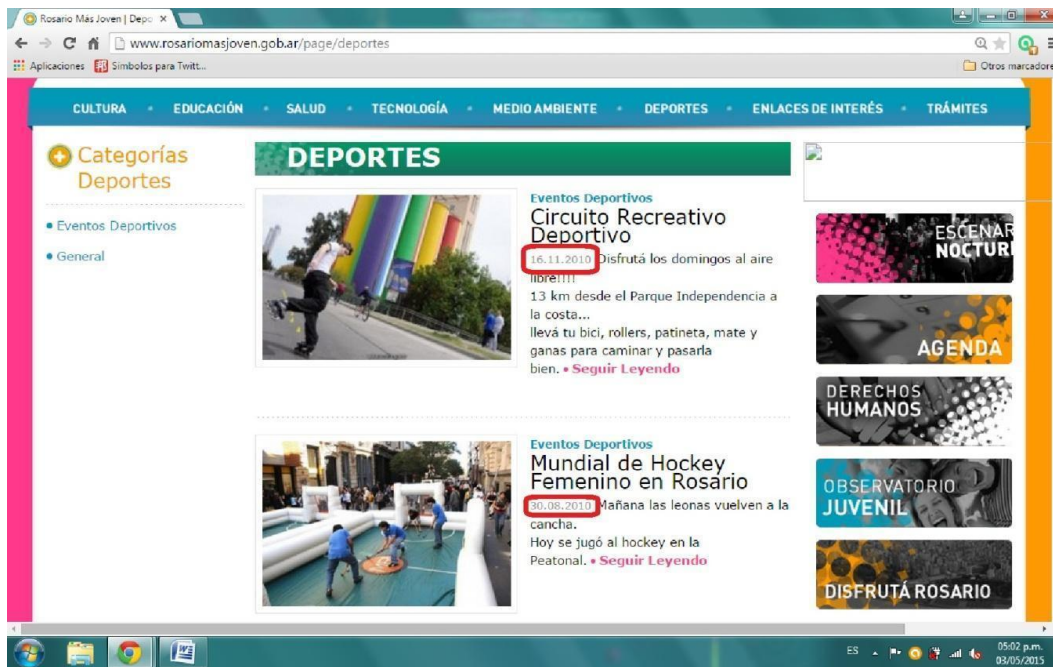 Rosario Más Joven | Depo
www.rosariomasjoven.gob.ar/page/deportes
Aplicaciones Símbolos para Twitt...
Otros marcadore
CULTURA • EDUCACIÓN • SALUD • TECNOLOGÍA • MEDIO AMBIENTE • DEPORTES • ENLACES DE INTERÉS • TRÁMITES
Categorías
Deportes
• Eventos Deportivos
• General
DEPORTES
Eventos Deportivos
Circuito Recreativo
Deportivo
16.11.2010 Disfrutá los domingos al aire
libre!!!!
13 km desde el Parque Independencia a
la costa...
llevá tu bici, rollers, patineta, mate y
ganas para caminar y pasarla
bien. • Seguir Leyendo
Eventos Deportivos
Mundial de Hockey
Femenino en Rosario
30.08.2010 Mañana las leonas vuelven a la
cancha.
Hoy se jugó al hockey en la
Peatonal. • Seguir Leyendo
ESCENAR
NOCTUR
AGENDA
DERECHOS
HUMANOS
OBSERVATORIO
JUVENIL
DISFRUTÁ ROSARIO
ES
05:02 p.m.
03/05/2015